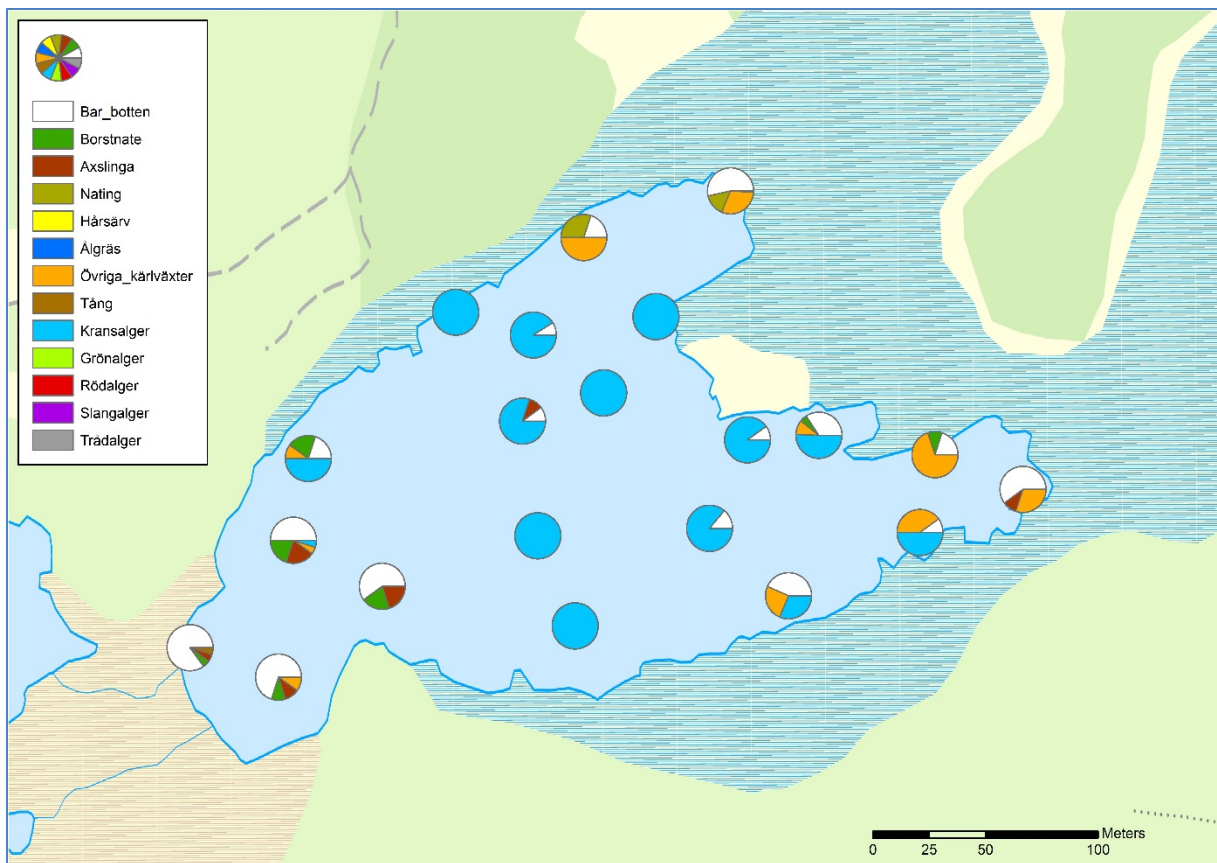 Bar_botten
Borstnate
Axslinga
Nating
Hårsärv
Ålgräs
Övriga_kärlväxter
Tång
Kransalger
Grönalger
Rödalger
Slangalger
Trådalger
Meters
0 25 50 100